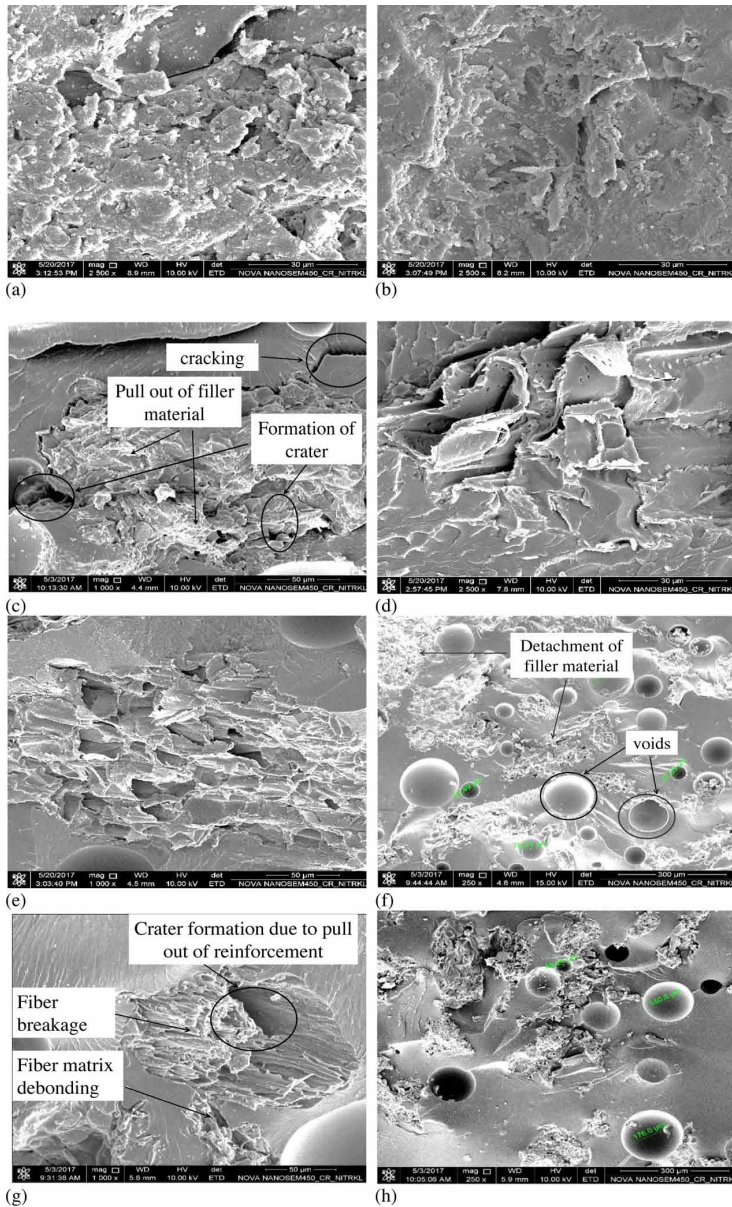 5/20/2017 mag WD HV det 30 µm
3:12:53 PM 2 500 x 8.9 mm 10.00 kV ETD NOVA NANOSEM450_CR_NITRKL
(a)
5/20/2017 mag WD HV det 30 µm
3:07:49 PM 2 500 x 8.2 mm 10.00 kV ETD NOVA NANOSEM450_CR_NITRKL
(b)
cracking
Pull out of filler
material
Formation of
crater
5/3/2017 mag WD HV det 50 µm
10:13:30 AM 1 000 x 4.4 mm 10.00 kV ETD NOVA NANOSEM450_CR_NITRKL
(c)
5/20/2017 mag WD HV det 30 µm
2:57:45 PM 2 500 x 7.8 mm 10.00 kV ETD NOVA NANOSEM450_CR_NITRKL
(d)
5/20/2017 mag WD HV det 50 µm
3:03:40 PM 1 000 x 4.5 mm 10.00 kV ETD NOVA NANOSEM450_CR_NITRKL
(e)
Detachment of
filler material
voids
5/3/2017 mag WD HV det 300 µm
9:44:44 AM 250 x 4.8 mm 15.00 kV ETD NOVA NANOSEM450_CR_NITRKL
(f)
Crater formation due to pull
out of reinforcement
Fiber
breakage
Fiber matrix
debonding
5/3/2017 mag WD HV det 50 µm
9:31:38 AM 1 000 x 5.8 mm 10.00 kV ETD NOVA NANOSEM450_CR_NITRKL
(g)
176.0 µm
5/3/2017 mag WD HV det 300 µm
10:05:06 AM 250 x 5.9 mm 10.00 kV ETD NOVA NANOSEM450_CR_NITRKL
(h)